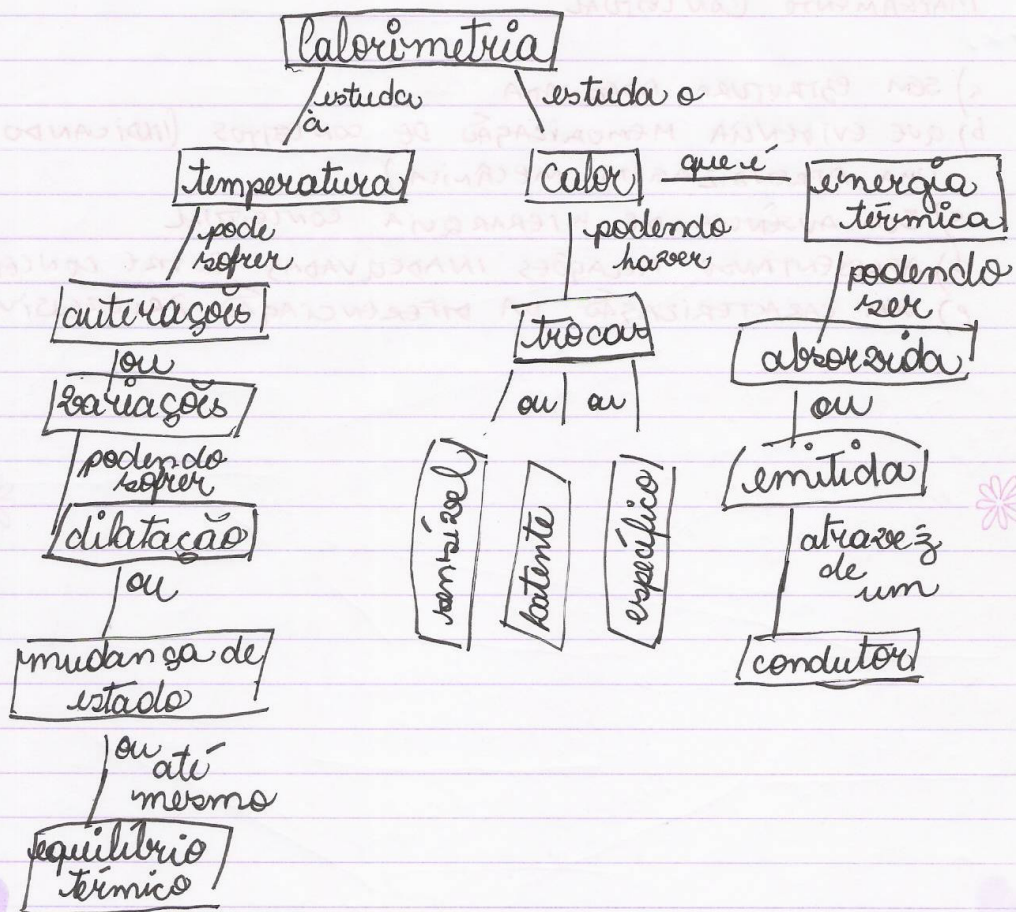 Calorimetria
estuda
à
estuda o
temperatura
calor
que é
energia
térmica
pode
sofrer
podendo
haver
podendo
ser
auterações
trocas
absorvida
ou
ou
ou
ou
variações
emitida
podendo
sofrer
sensível
latente
específico
atravéz
de
um
dilatação
ou
condutor
mudança de
estado
ou
até
mesmo
equilíbrio
térmico